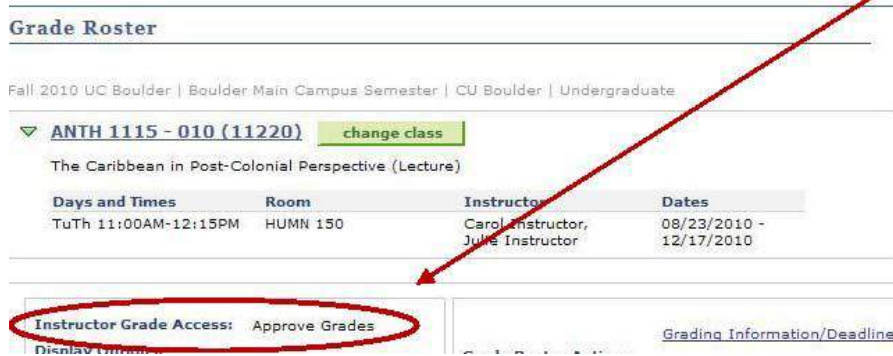 Grade Roster
Fall 2010 UC Boulder | Boulder Main Campus Semester | CU Boulder | Undergraduate
ANTH 1115 - 010 (11220) change class
The Caribbean in Post-Colonial Perspective (Lecture)
Days and Times Room Instructor Dates
TuTh 11:00AM-12:15PM HUMN 150 Carol Instructor, 08/23/2010 -
Julie Instructor 12/17/2010
Instructor Grade Access: Approve Grades
Grading Information/Deadline
Display